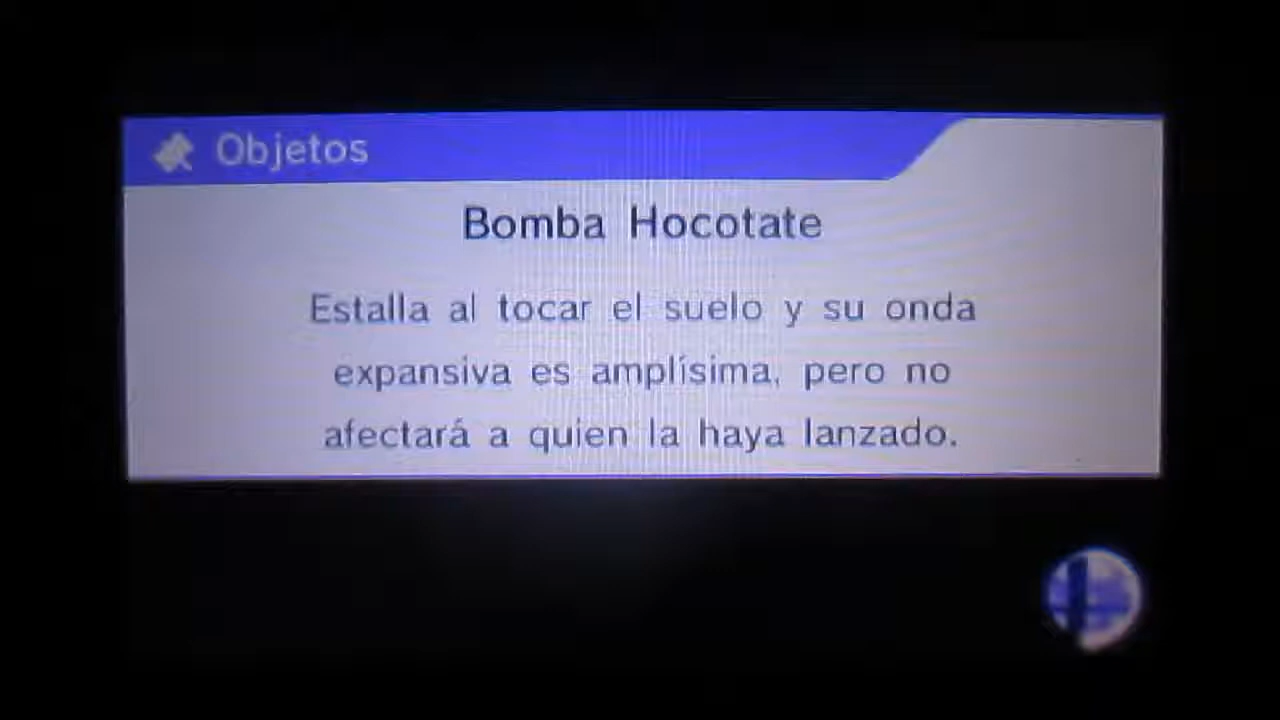 Objetos
Bomba Hocotate
Estalla al tocar el suelo y su onda
expansiva es amplísima, pero no
afectará a quien la haya lanzado.